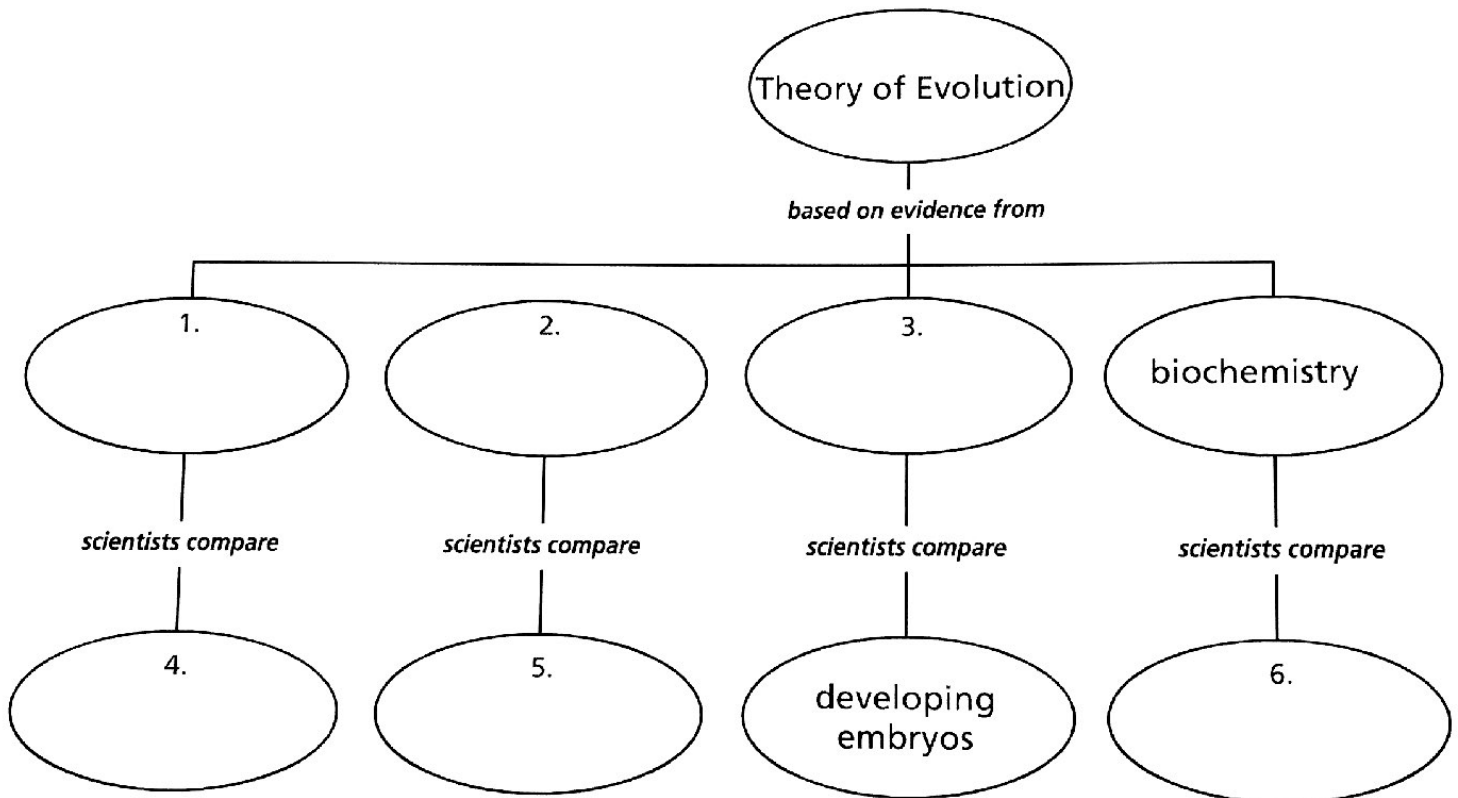 Theory of Evolution
based on evidence from
1.
2.
3.
biochemistry
scientists compare
scientists compare
scientists compare
scientists compare
4.
5.
developing
embryos
6.